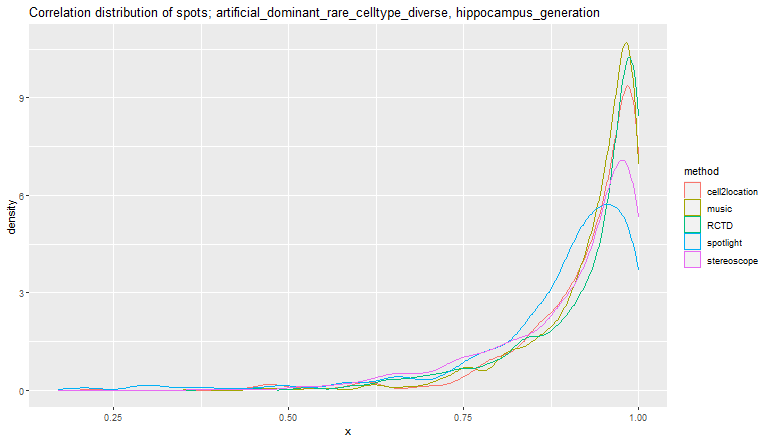 Correlation distribution of spots; artificial_dominant_rare_celltype_diverse, hippocampus_generation
density
9
6
3
0
0.25 0.50 0.75 1.00
x
method
cell2location
music
RCTD
spotlight
stereoscope